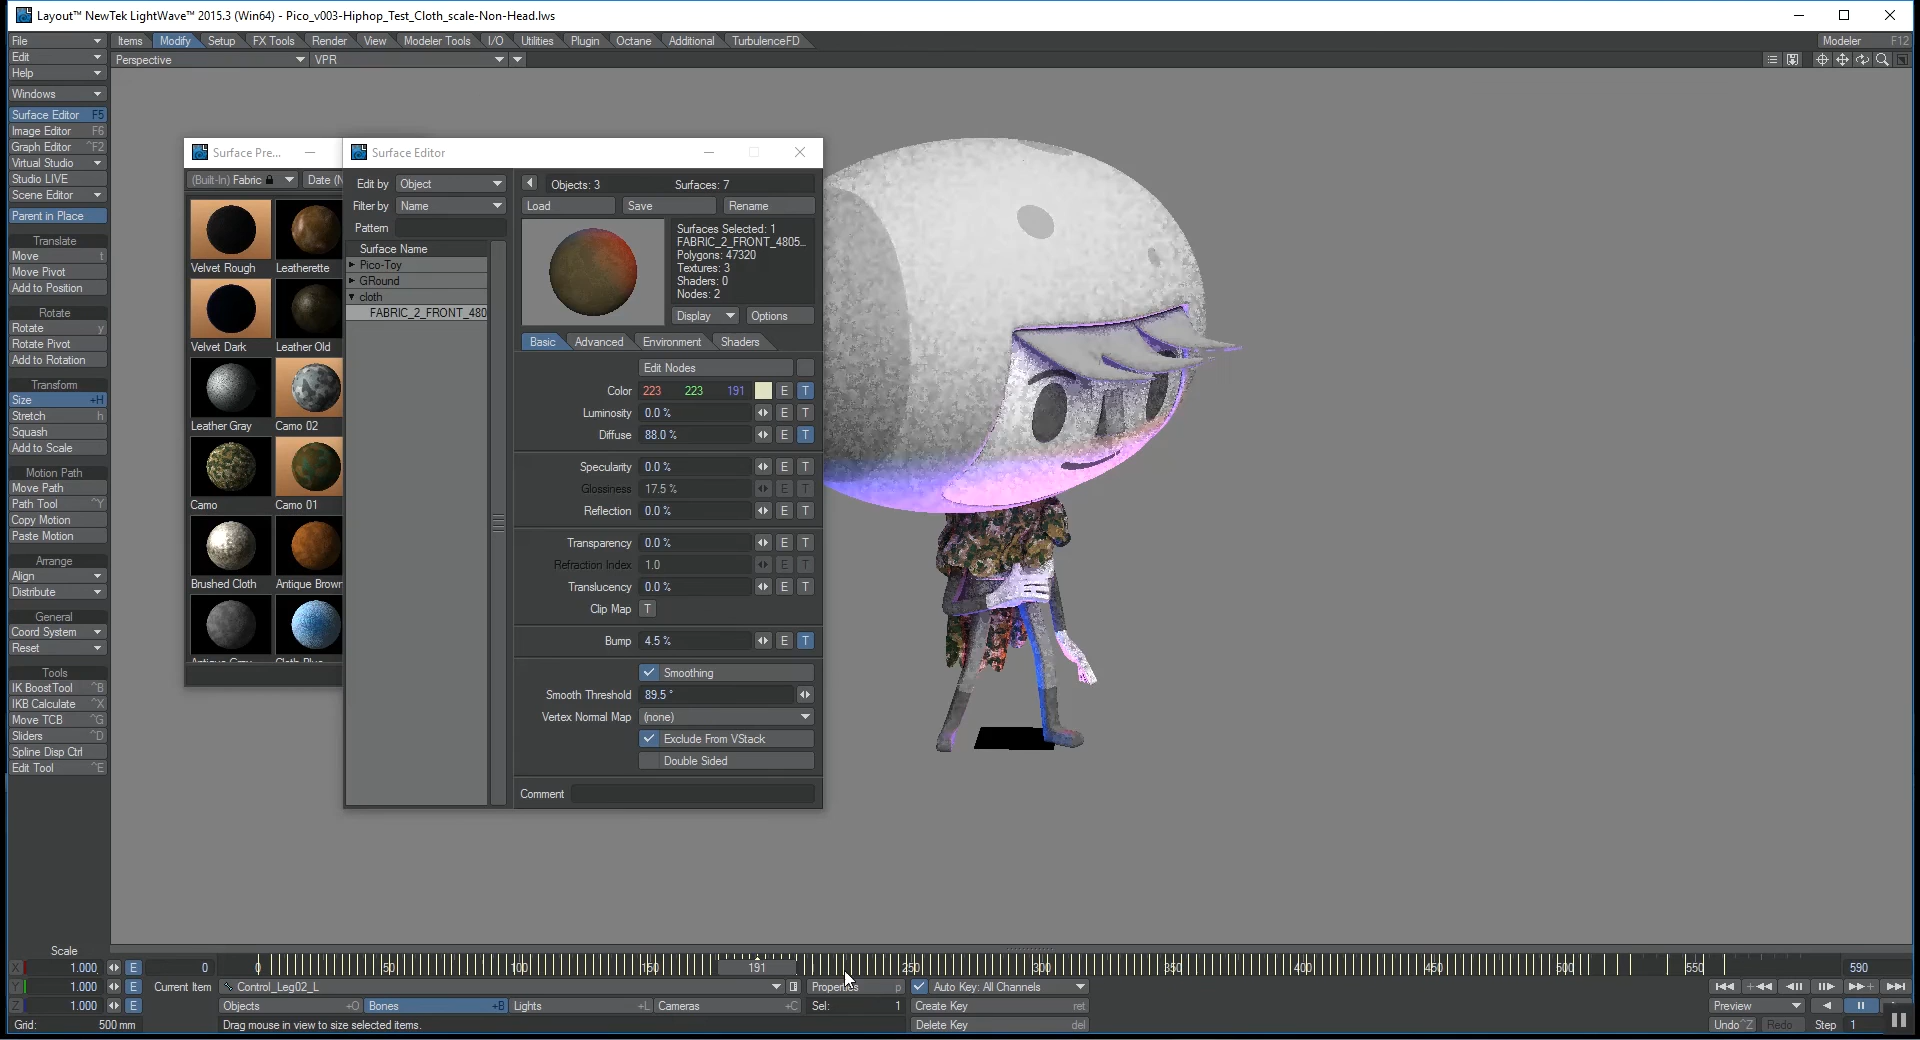 Layout™ NewTek LightWave™ 2015.3 (Win64) - Pico_v003-Hiphop_Test_Cloth_scale-Non-Head.lws
File
Items Modify Setup FX Tools Render View Modeler Tools I/O Utilities Plugin Octane Additional TurbulenceFD
Modeler F12
Edit
Perspective VPR
Help
Windows
Surface Editor F5
Image Editor F6
Graph Editor ^F2
Virtual Studio
Studio LIVE
Scene Editor
Parent in Place
Translate
Move t
Move Pivot
Add to Position
Rotate
Rotate y
Rotate Pivot
Add to Rotation
Transform
Size +H
Stretch h
Squash
Add to Scale
Motion Path
Move Path
Path Tool ^Y
Copy Motion
Paste Motion
Arrange
Align
Distribute
General
Coord System
Reset
Tools
IK BoostTool ^B
IKB Calculate ^X
Move TCB ^G
Sliders ^D
Spline Disp Ctrl
Edit Tool ^E
Surface Pre...
(Built-In) Fabric Date (N
Velvet Rough Leatherette
Velvet Dark Leather Old
Leather Gray Camo 02
Camo Camo 01
Brushed Cloth Antique Brown
Surface Editor
Edit by Object
Filter by Name
Pattern
Surface Name
Pico-Toy
GRound
cloth
FABRIC_2_FRONT_480
Objects: 3 Surfaces: 7
Load Save Rename
Surfaces Selected: 1
FABRIC_2_FRONT_4805...
Polygons: 47320
Textures: 3
Shaders: 0
Nodes: 2
Display Options
Basic Advanced Environment Shaders
Edit Nodes
Color 223 223 191 E T
Luminosity 0.0 % E T
Diffuse 88.0 % E T
Specularity 0.0 % E T
Glossiness 17.5 % E T
Reflection 0.0 % E T
Transparency 0.0 % E T
Refraction Index 1.0 E T
Translucency 0.0 % E T
Clip Map T
Bump 4.5 % E T
Smoothing
Smooth Threshold 89.5 °
Vertex Normal Map (none)
Exclude From VStack
Double Sided
Comment
Scale
X 1.000 E 0 0 50 100 150 191 250 300 350 400 450 500 550 590
Y 1.000 E Current Item Control_Leg02_L Properties p Auto Key: All Channels
Z 1.000 E Objects +O Bones +B Lights +L Cameras +C Sel: 1 Create Key ret Preview
Grid: 500 mm Drag mouse in view to size selected items. Delete Key del Undo ^Z Redo Step 1